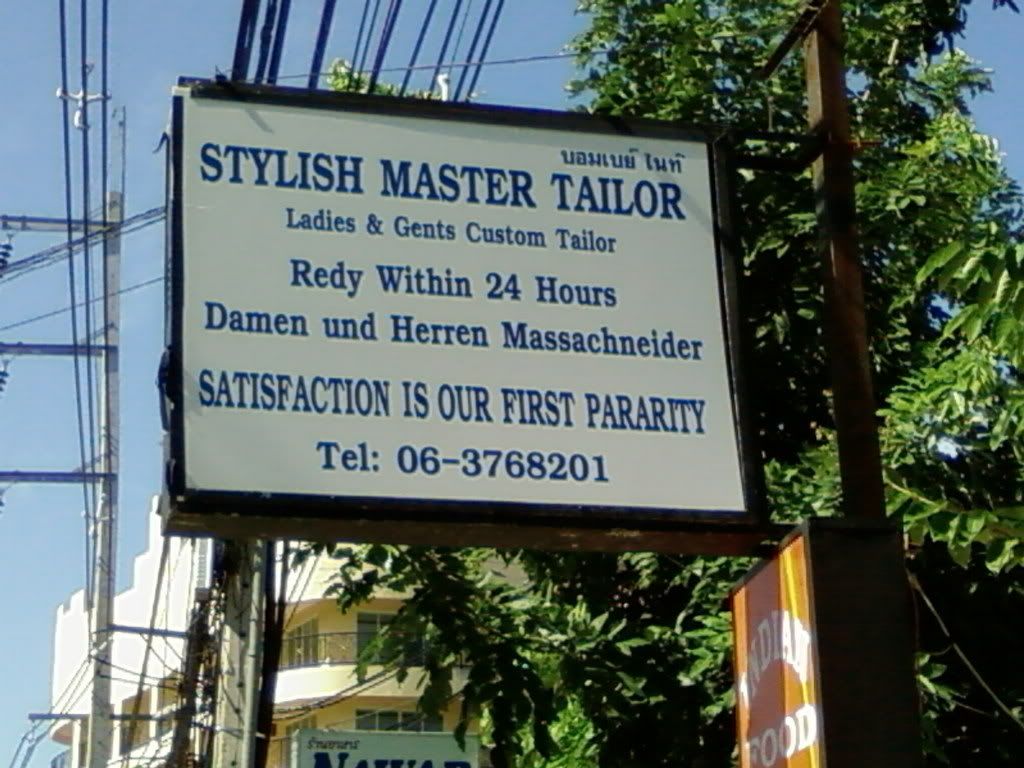 บอมเบย์ ไนท์
STYLISH MASTER TAILOR
Ladies & Gents Custom Tailor
Redy Within 24 Hours
Damen und Herren Massachneider
SATISFACTION IS OUR FIRST PARARITY
Tel: 06-3768201
INDIAN
FOOD